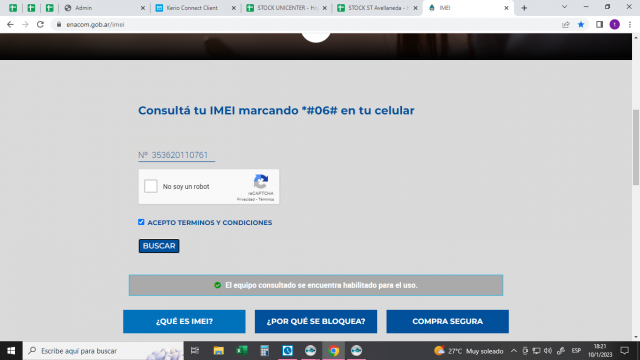 Admin
Kerio Connect Client
STOCK UNICENTER - Ho
STOCK ST Avellaneda - H
IMEI
enacom.gob.ar/imei
t
Consultá tu IMEI marcando *#06# en tu celular
Nº 353620110761
No soy un robot
reCAPTCHA
Privacidad - Términos
ACEPTO TERMINOS Y CONDICIONES
BUSCAR
El equipo consultado se encuentra habilitado para el uso.
¿QUÉ ES IMEI?
¿POR QUÉ SE BLOQUEA?
COMPRA SEGURA
Escribe aquí para buscar
27°C Muy soleado
ESP
18:21
10/1/2023